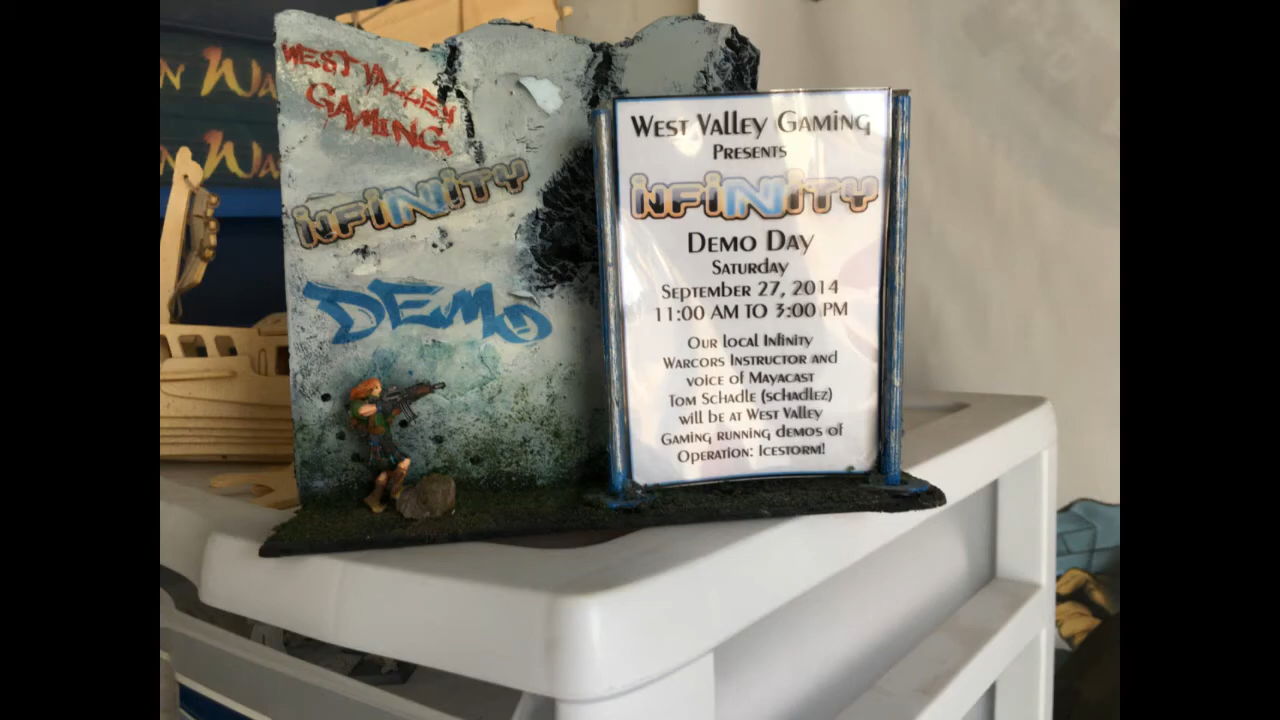 N WA
N WA
WEST VALLEY
GAMING
INFINITY
DEMO
West Valley Gaming
Presents
INFINITY
Demo Day
Saturday
September 27, 2014
11:00 AM to 3:00 PM
Our local Infinity
Warcors Instructor and
voice of Mayacast
Tom Schadle (schadlez)
will be at West Valley
Gaming running demos of
Operation: Icestorm!